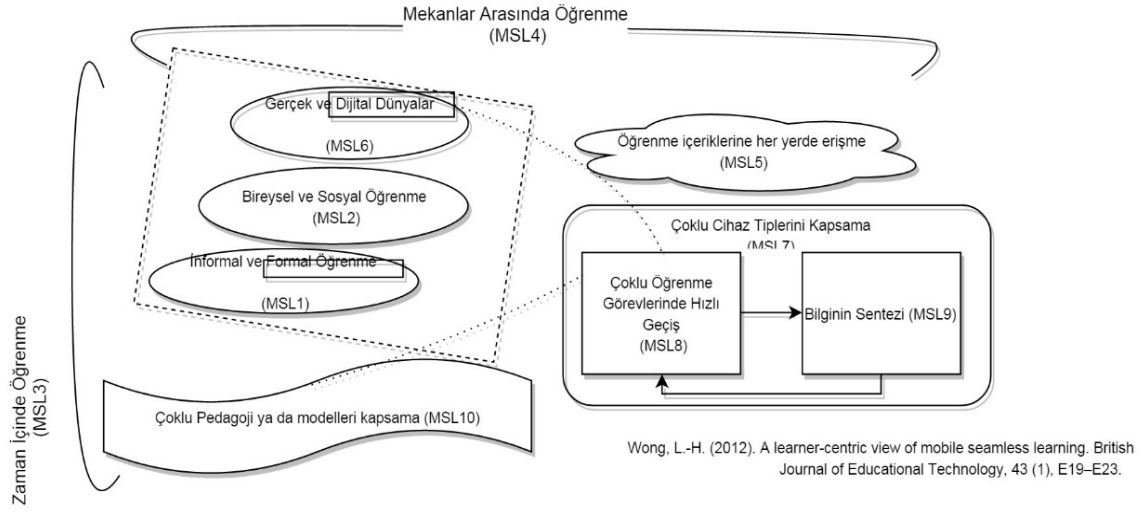 Mekanlar Arasında Öğrenme
(MSL4)
Gerçek ve Dijital Dünyalar
(MSL6)
Bireysel ve Sosyal Öğrenme
(MSL2)
İnformal ve Formal Öğrenme
(MSL1)
Çoklu Pedagoji ya da modelleri kapsama (MSL10)
Zaman İçinde Öğrenme
(MSL3)
Öğrenme içeriklerine her yerde erişme
(MSL5)
Çoklu Cihaz Tiplerini Kapsama
(MSL7)
Çoklu Öğrenme
Görevlerinde Hızlı
Geçiş
(MSL8)
Bilginin Sentezi (MSL9)
Wong, L.-H. (2012). A learner-centric view of mobile seamless learning. British
Journal of Educational Technology, 43 (1), E19–E23.